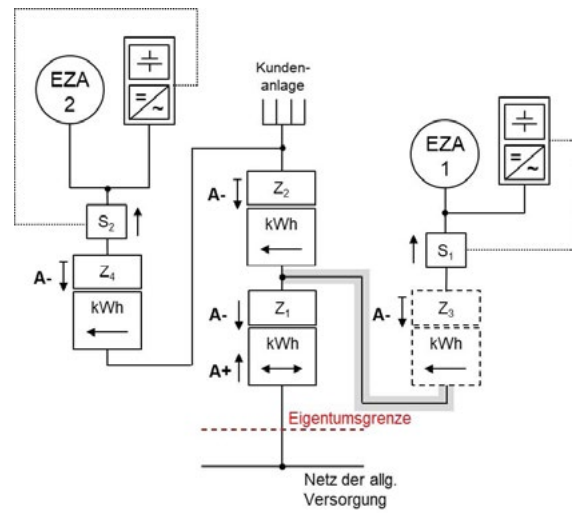 EZA
2
=
~
Kunden-
anlage
EZA
1
=
~
S2
S1
A-
Z2
kWh
A-
Z4
kWh
A-
Z1
A+
kWh
A-
Z3
kWh
Eigentumsgrenze
Netz der allg.
Versorgung